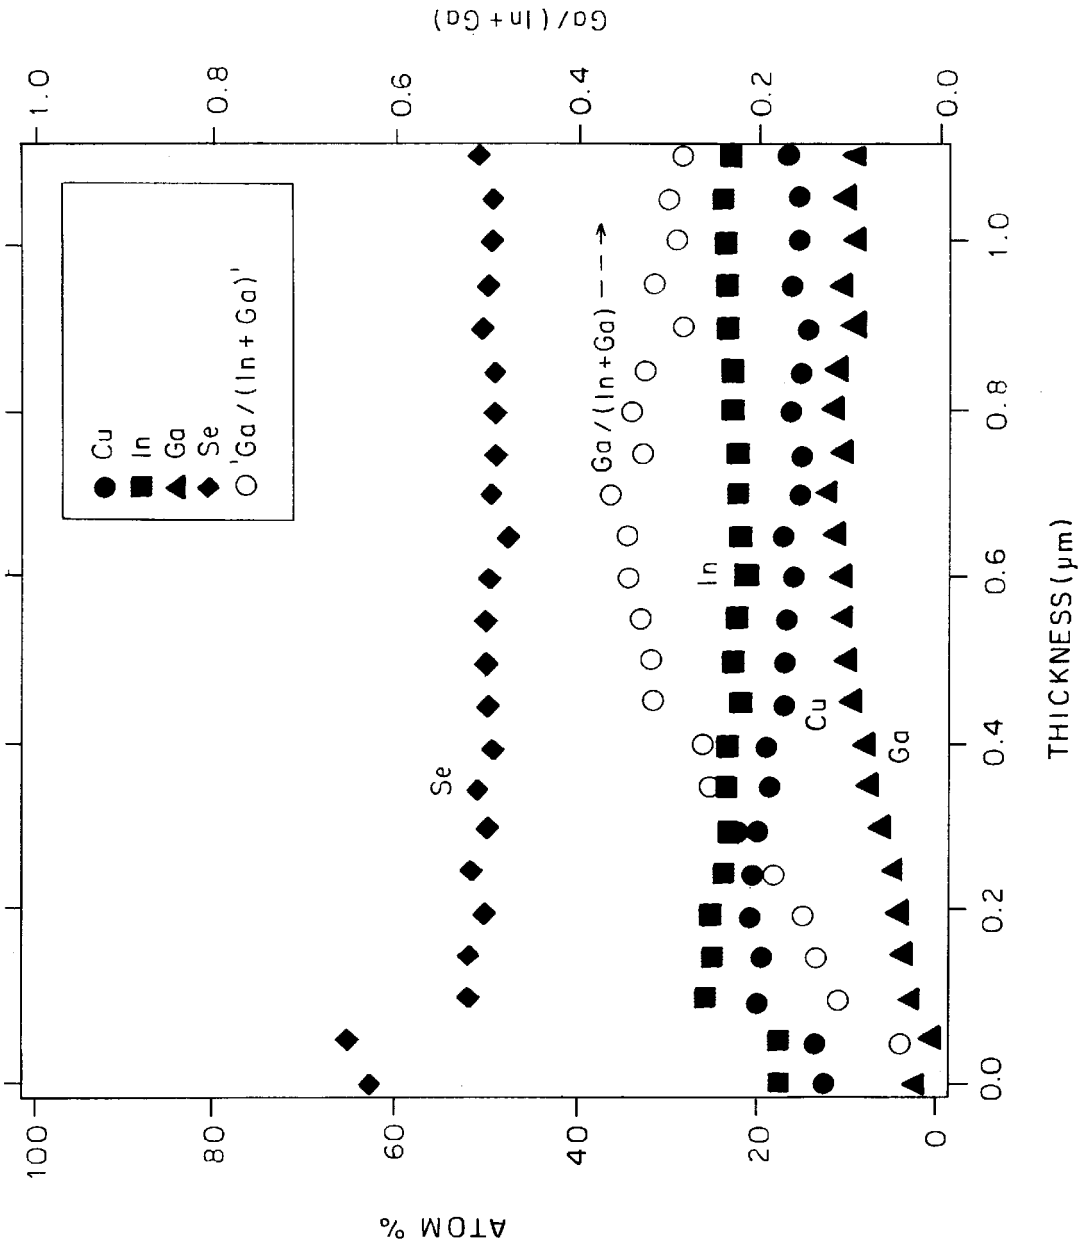 Cu
In
Ga
Se
'Ga/(In+Ga)'
Ga/(In+Ga) --->
Se
In
Cu
Ga
ATOM %
100
80
60
40
20
0
Ga/(In+Ga)
1.0
0.8
0.6
0.4
0.2
0.0
0.0
0.2
0.4
0.6
0.8
1.0
THICKNESS(μm)